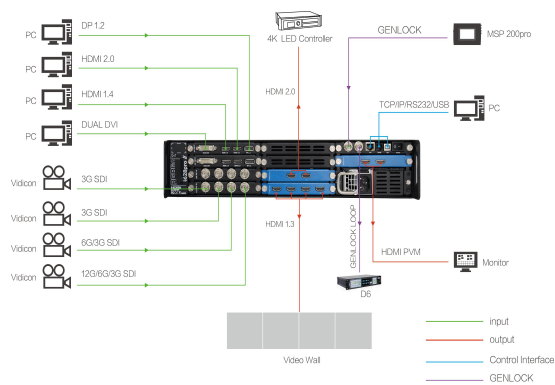 PC
DP 1.2
4K LED Controller
GENLOCK
MSP 200pro
PC
HDMI 2.0
PC
HDMI 1.4
HDMI 2.0
TCP/IP/RS232/USB
PC
PC
DUAL DVI
Vidicon
3G SDI
Vidicon
3G SDI
Vidicon
6G/3G SDI
Vidicon
12G/6G/3G SDI
HDMI 1.3
GENLOCK LOOP
HDMI PVM
Monitor
D6
Video Wall
input
output
Control Interface
GENLOCK